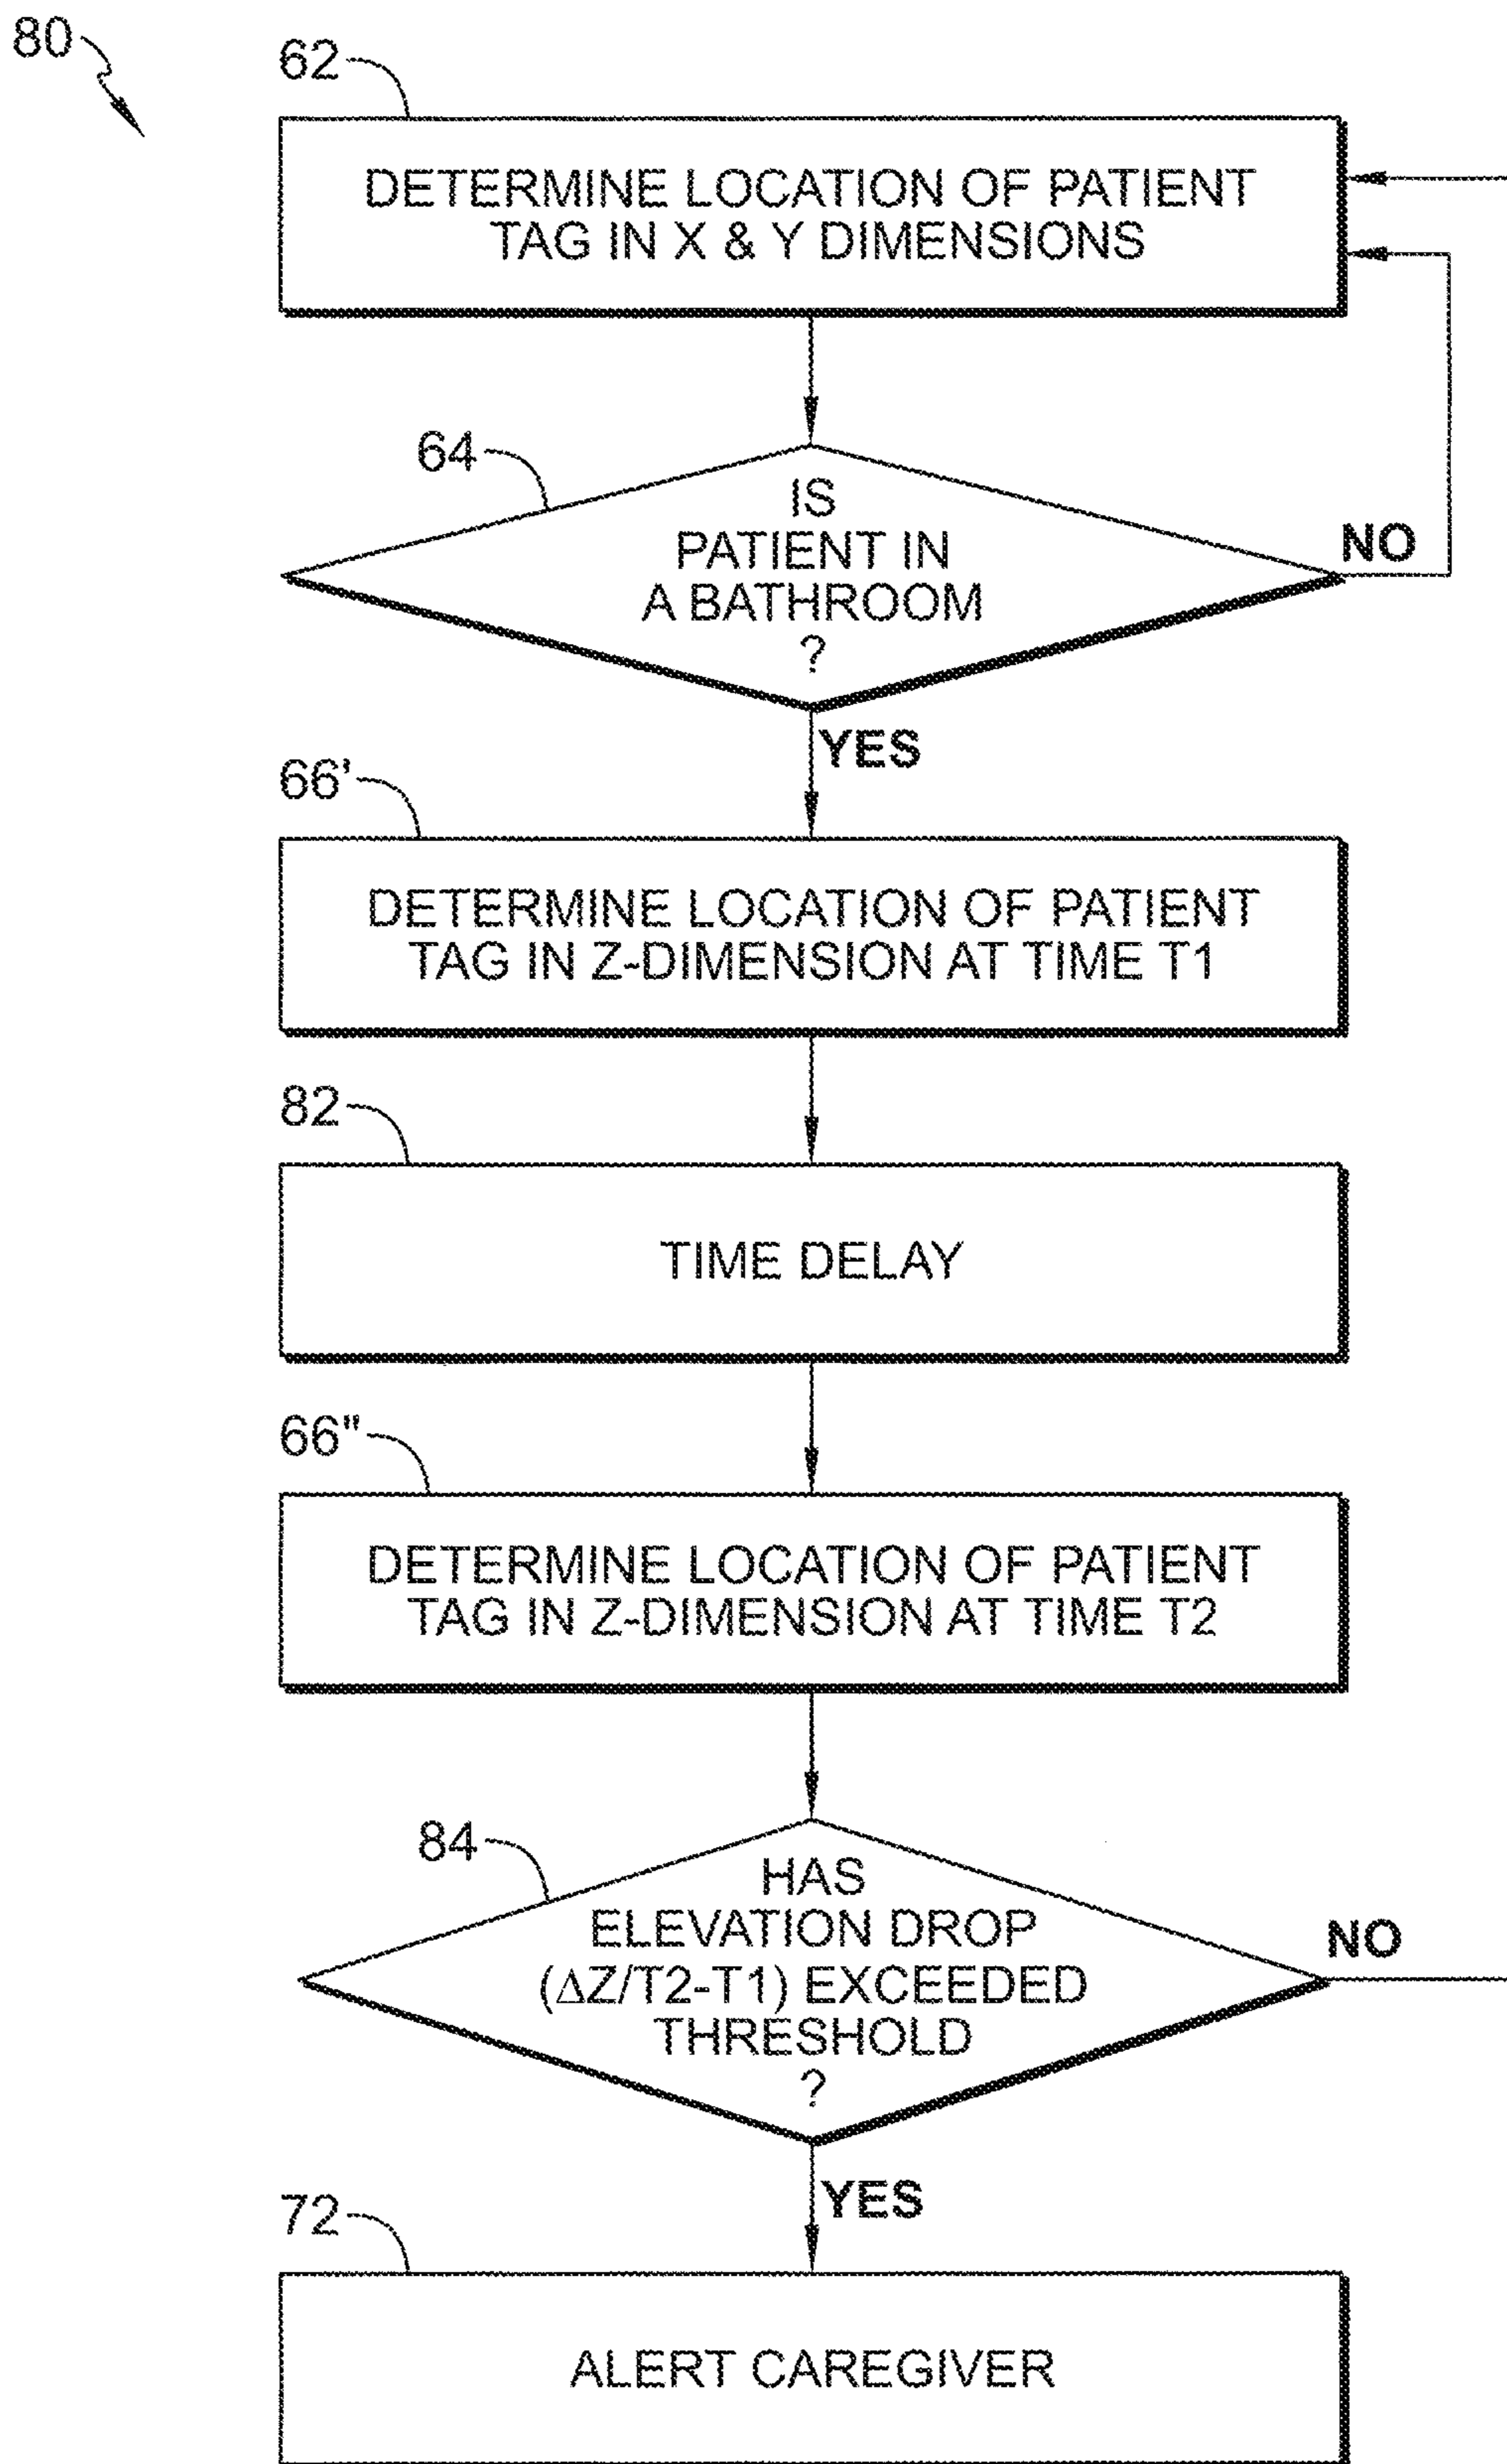 80
62
DETERMINE LOCATION OF PATIENT
TAG IN X & Y DIMENSIONS
64
IS
PATIENT IN
A BATHROOM
?
NO
YES
66'
DETERMINE LOCATION OF PATIENT
TAG IN Z-DIMENSION AT TIME T1
82
TIME DELAY
66"
DETERMINE LOCATION OF PATIENT
TAG IN Z-DIMENSION AT TIME T2
84
HAS
ELEVATION DROP
(ΔZ/T2-T1) EXCEEDED
THRESHOLD
?
NO
YES
72
ALERT CAREGIVER